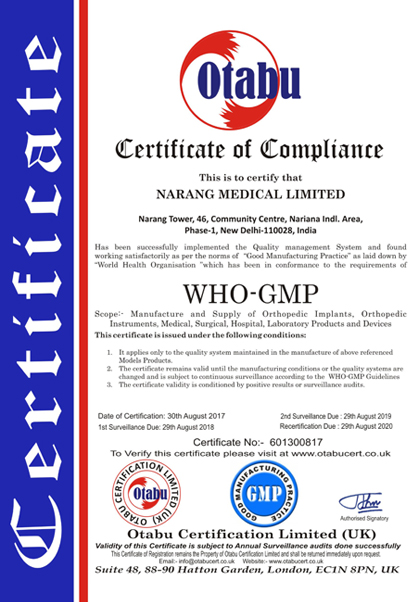 Certificate
Otabu
Certificate of Compliance
This is to certify that
NARANG MEDICAL LIMITED
Narang Tower, 46, Community Centre, Nariana Indl. Area,
Phase-1, New Delhi-110028, India
Has been successfully implemented the Quality management System and found
working satisfactorily as per the norms of "Good Manufacturing Practice" as laid down by
"World Health Organisation "which has been in conformance to the requirements of
WHO-GMP
Scope:- Manufacture and Supply of Orthopedic Implants, Orthopedic
Instruments, Medical, Surgical, Hospital, Laboratory Products and Devices
This certificate is issued under the following conditions:
1. It applies only to the quality system maintained in the manufacture of above referenced
Models Products.
2. The certificate remains valid until the manufacturing conditions or the quality systems are
changed and is subject to continuous surveillance according to the WHO-GMP Guidelines
3. The certificate validity is conditioned by positive results or surveillance audits.
Date of Certification: 30th August 2017
2nd Surveillance Due : 29th August 2019
1st Surveillance Due: 29th August 2018
Recertification Due : 29th August 2020
Certificate No:- 601300817
To Verify this certificate please visit at www.otabucert.co.uk
OTABU CERTIFICATION LIMITED (UK)
Otabu
GOOD MANUFACTURING PRACTICE
GMP
Authorised Signatory
Otabu Certification Limited (UK)
Validity of this Certificate is subject to Annual Surveillance audits done successfully
This Certificate of Registration remains the Property of Otabu Certification Limited and shall be returned immediately upon request.
Email:- info@otabucert.co.uk Website:- www.otabucert.co.uk
Suite 48, 88-90 Hatton Garden, London, EC1N 8PN, UK